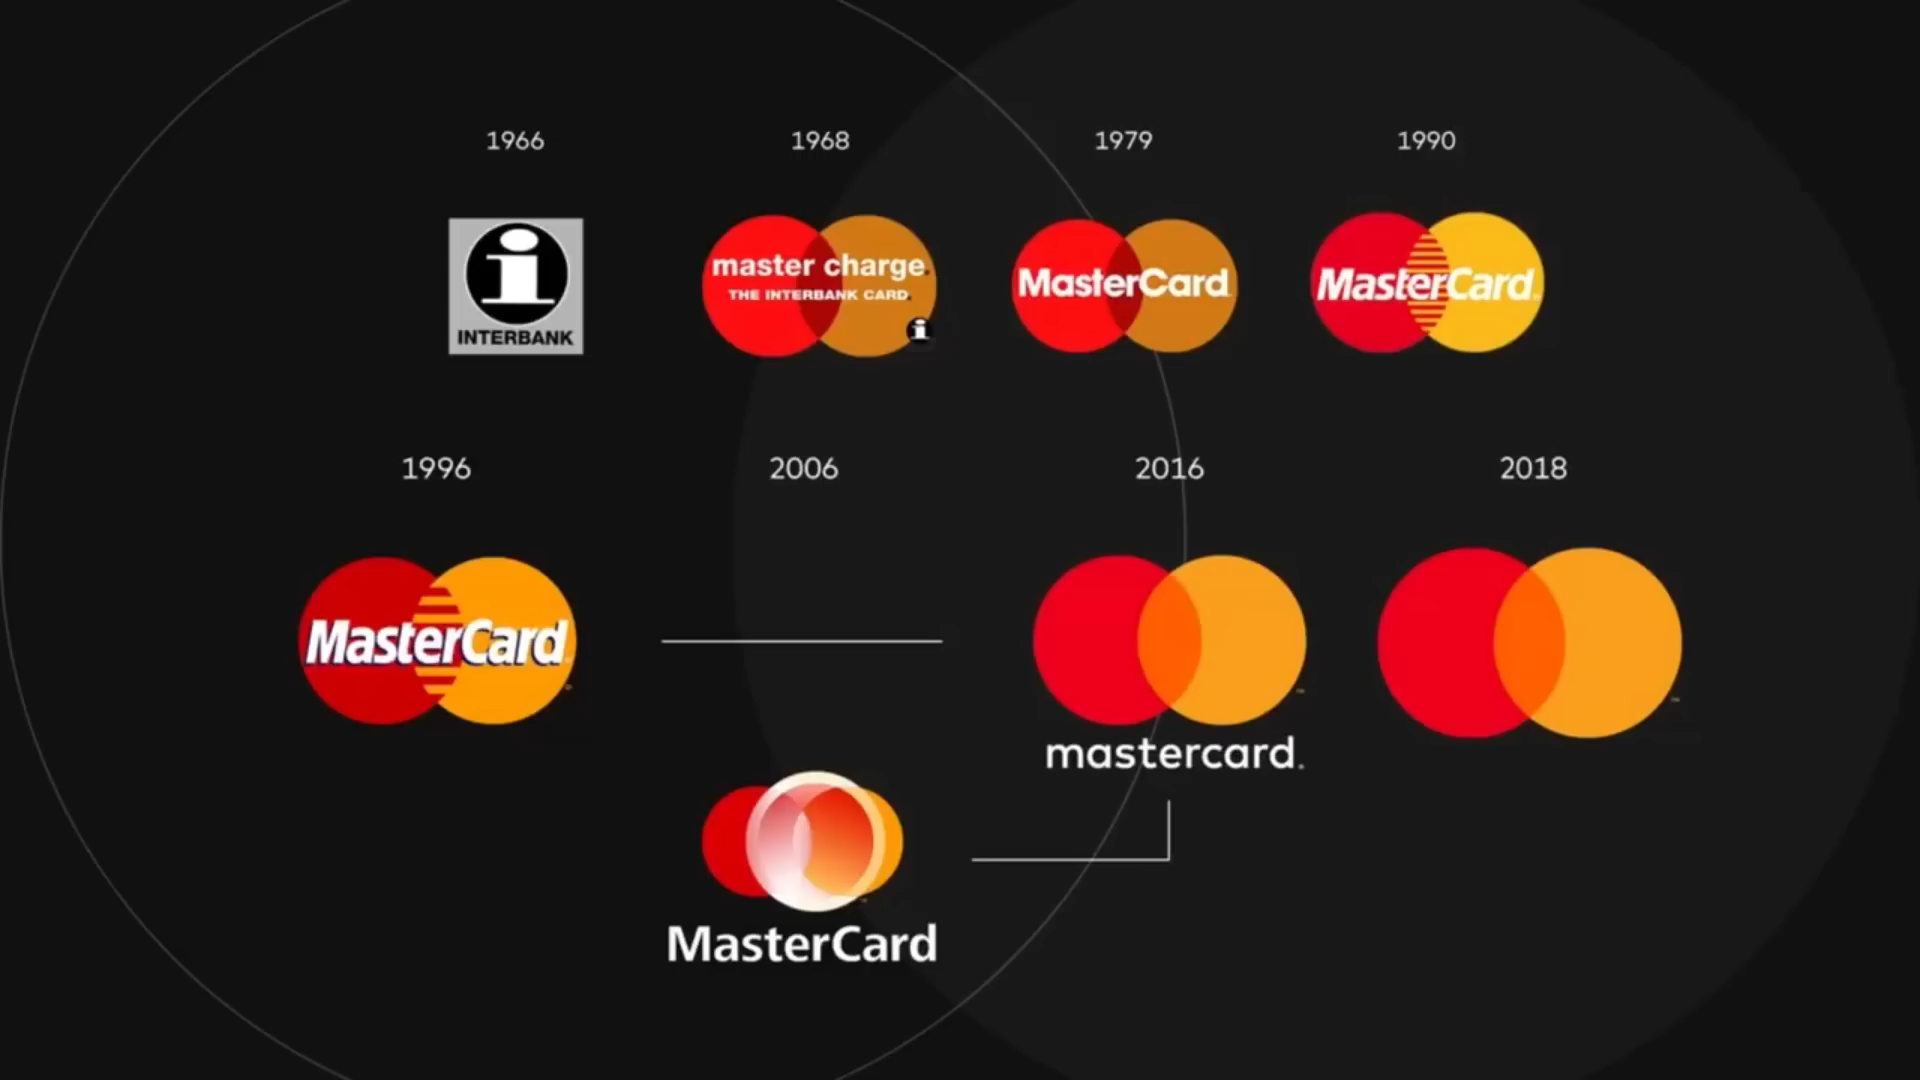 1966
1968
1979
1990
i
INTERBANK
master charge.
THE INTERBANK CARD.
i
MasterCard
MasterCard
1996
2006
2016
2018
MasterCard
mastercard.
MasterCard